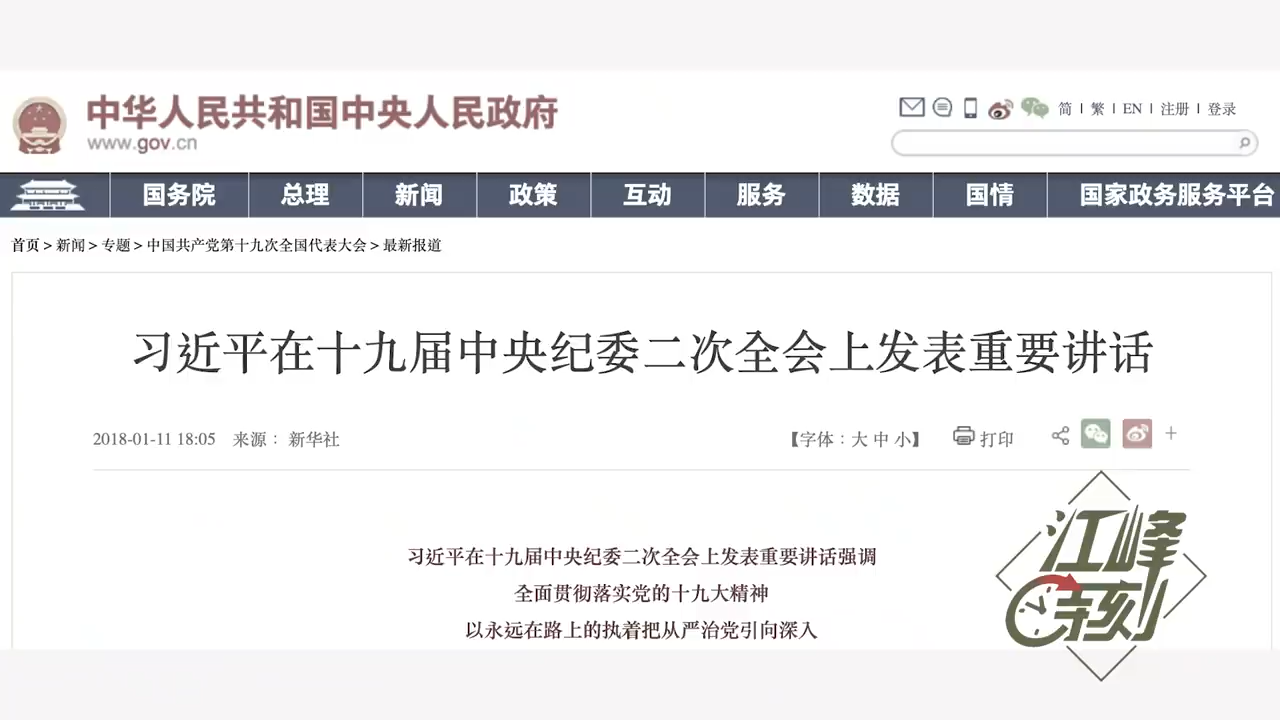 中华人民共和国中央人民政府
www.gov.cn
简 | 繁 | EN | 注册 | 登录
国务院 总理 新闻 政策 互动 服务 数据 国情 国家政务服务平台
首页 > 新闻 > 专题 > 中国共产党第十九次全国代表大会 > 最新报道
习近平在十九届中央纪委二次全会上发表重要讲话
2018-01-11 18:05 来源： 新华社 【字体：大 中 小】 打印
习近平在十九届中央纪委二次全会上发表重要讲话强调
全面贯彻落实党的十九大精神
以永远在路上的执着把从严治党引向深入
江峰
时刻